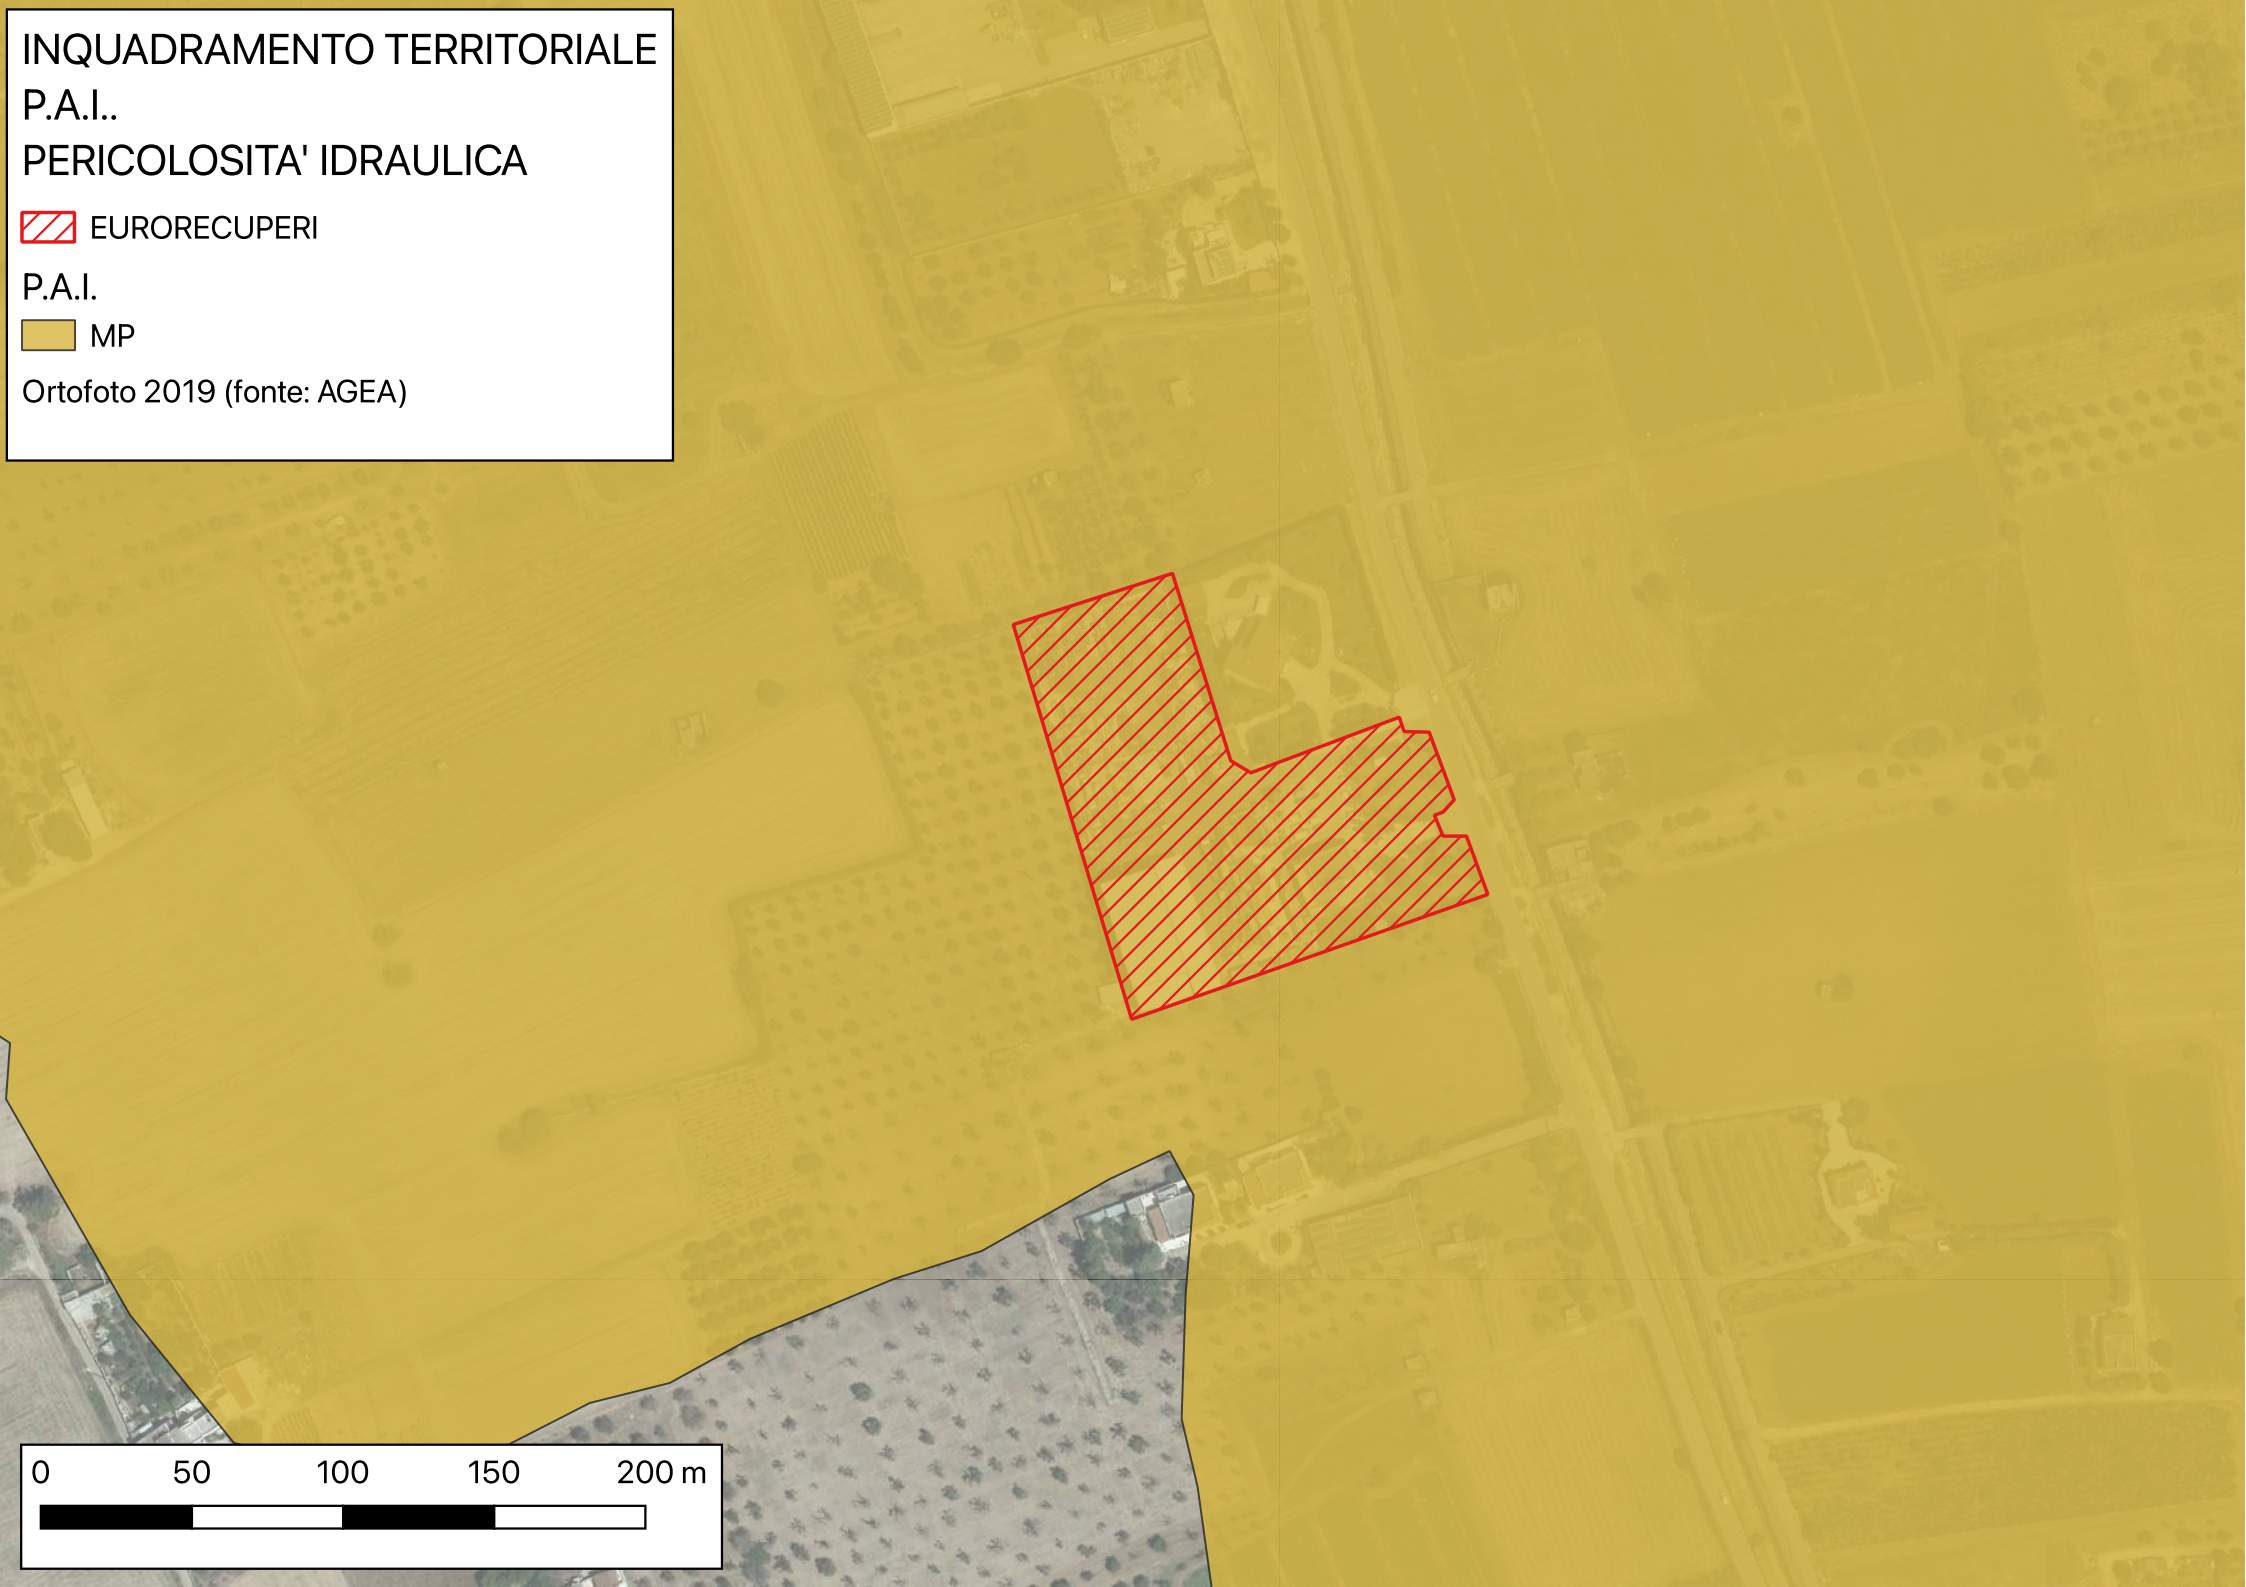 INQUADRAMENTO TERRITORIALE
P.A.I..
PERICOLOSITA' IDRAULICA
EURORECUPERI
P.A.I.
MP
Ortofoto 2019 (fonte: AGEA)
0 50 100 150 200 m